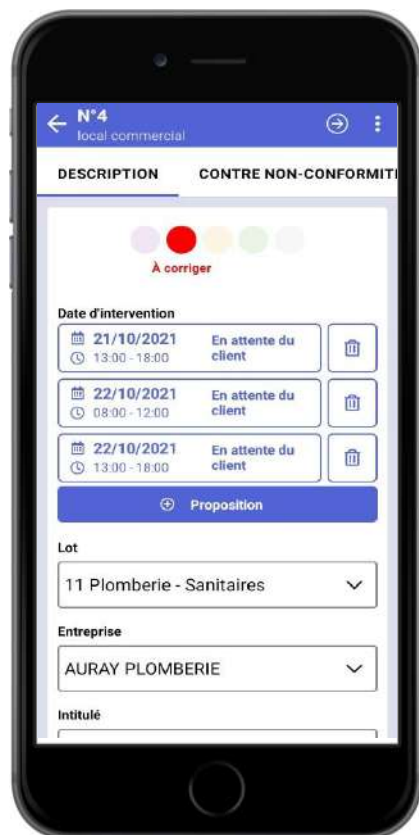 N°4
local commercial
DESCRIPTION CONTRE NON-CONFORMIT
À corriger
Date d'intervention
21/10/2021 En attente du
13:00 - 18:00 client
22/10/2021 En attente du
08:00 - 12:00 client
22/10/2021 En attente du
13:00 - 18:00 client
Proposition
Lot
11 Plomberie - Sanitaires
Entreprise
AURAY PLOMBERIE
Intitulé